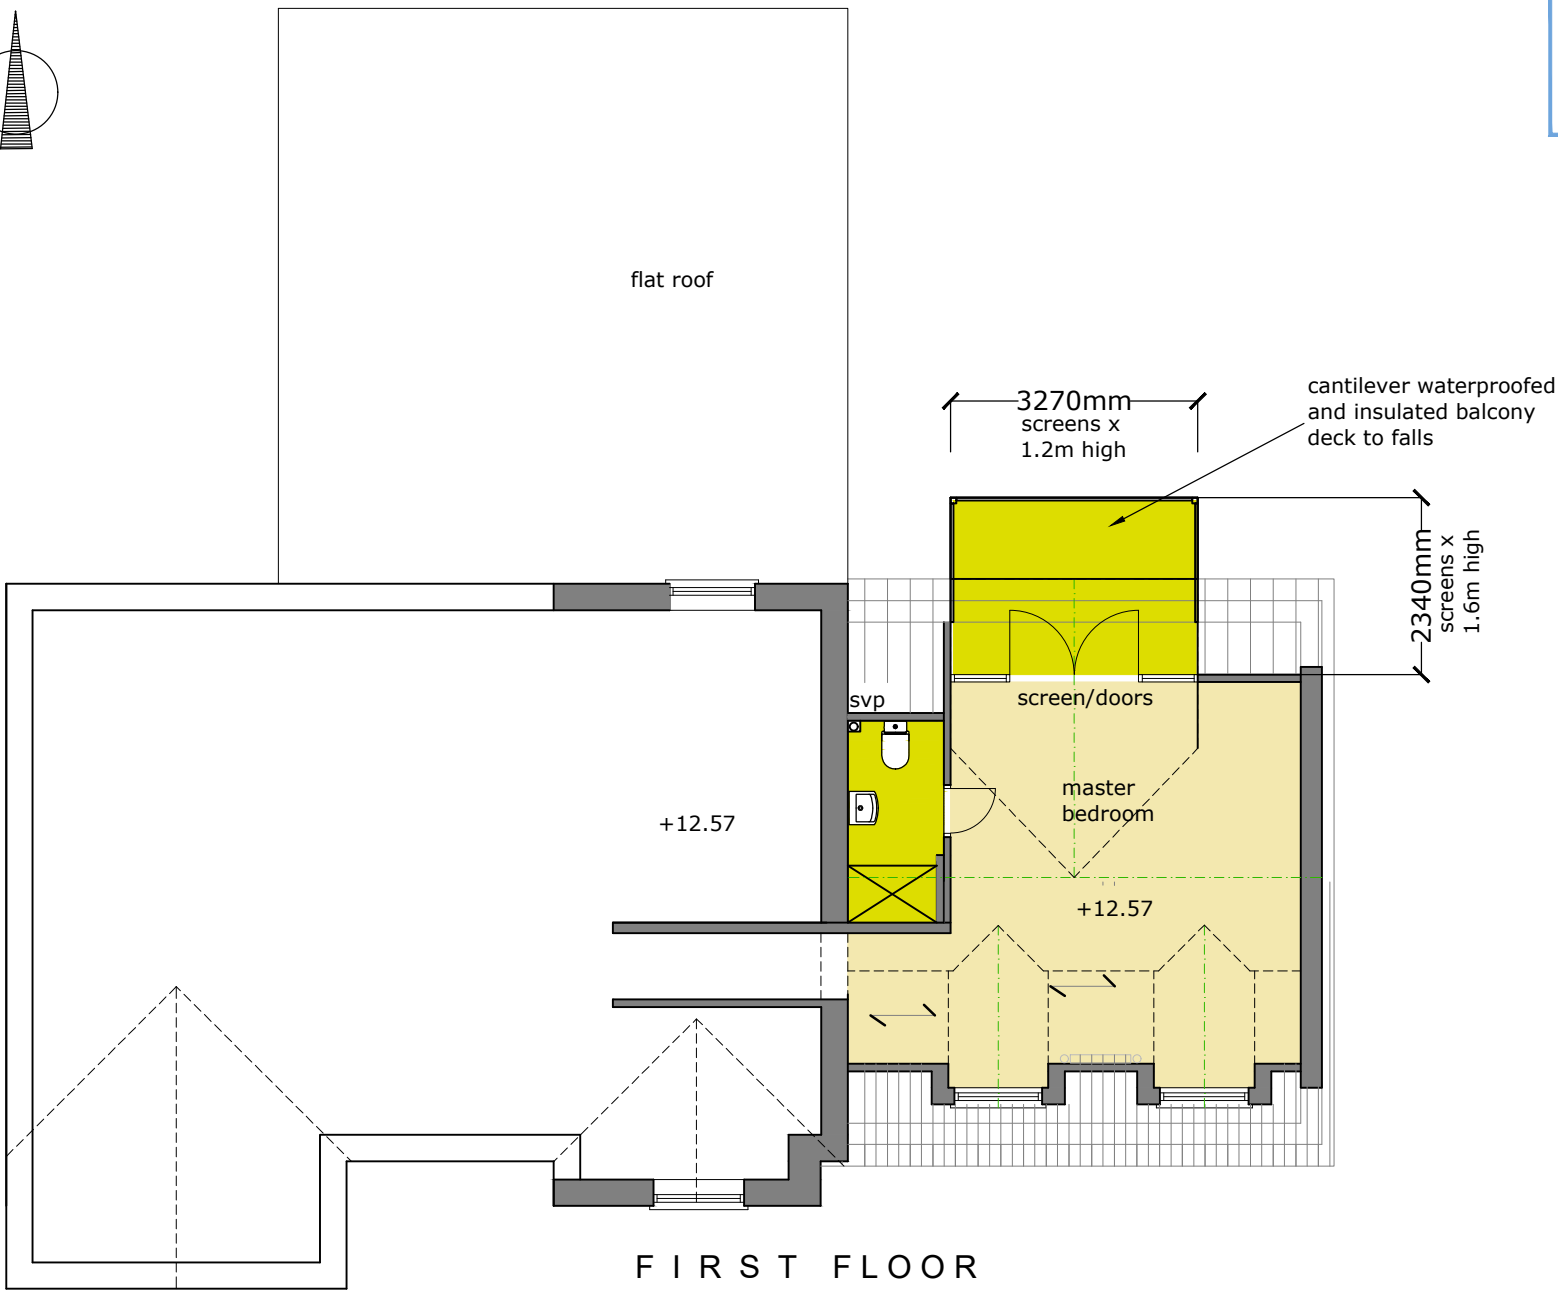 flat roof
3270mm
screens x
1.2m high
cantilever waterproofed
and insulated balcony
deck to falls
2340mm
screens x
1.6m high
svp
screen/doors
master
bedroom
+12.57
+12.57
FIRST FLOOR